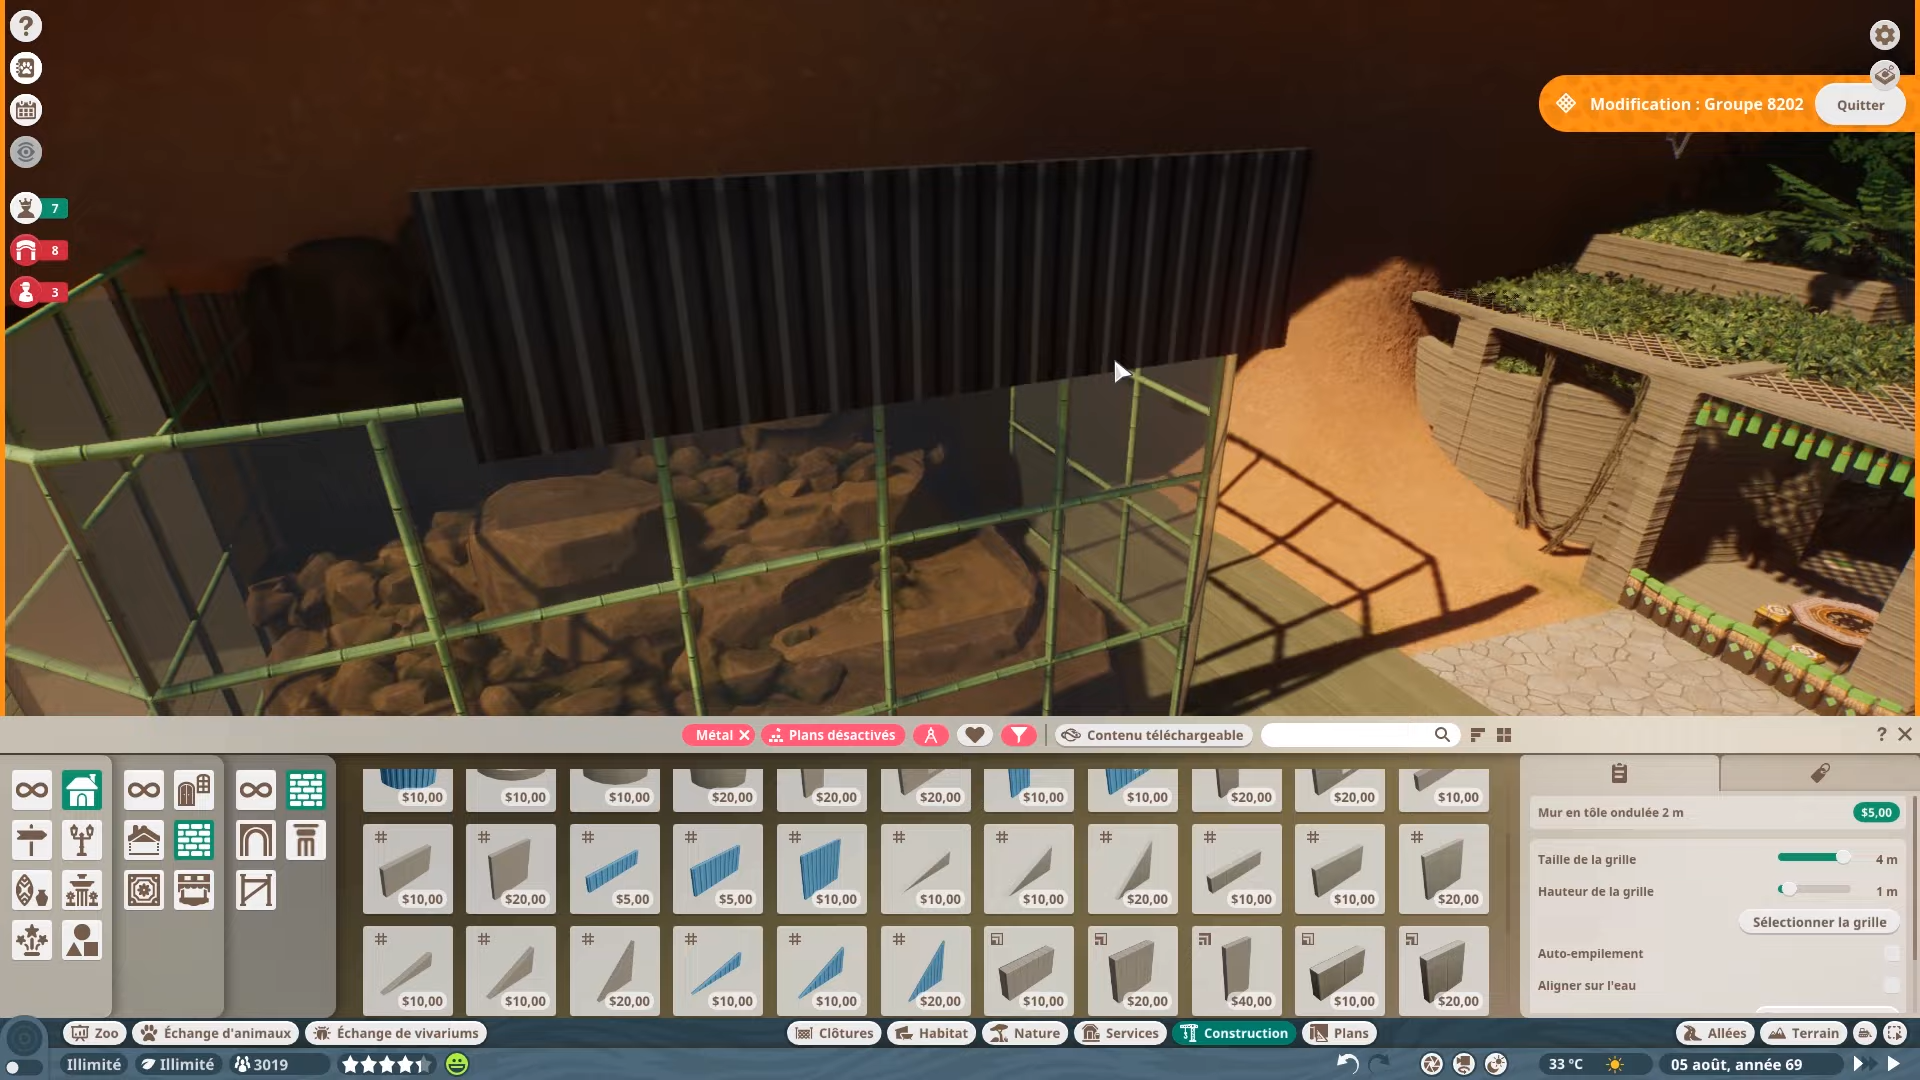 ?
Modification : Groupe 8202
Quitter
7
8
3
Métal
Plans désactivés
Contenu téléchargeable
?
$10,00 $10,00 $10,00 $20,00 $20,00 $20,00 $10,00 $10,00 $20,00 $20,00 $10,00
$10,00 $20,00 $5,00 $5,00 $10,00 $10,00 $10,00 $20,00 $10,00 $10,00 $20,00
$10,00 $10,00 $20,00 $10,00 $10,00 $20,00 $10,00 $20,00 $40,00 $10,00 $20,00
Mur en tôle ondulée 2 m $5,00
Taille de la grille 4 m
Hauteur de la grille 1 m
Sélectionner la grille
Auto-empilement
Aligner sur l'eau
Zoo Échange d'animaux Échange de vivariums Clôtures Habitat Nature Services Construction Plans Allées Terrain
Illimité Illimité 3019 33 °C 05 août, année 69